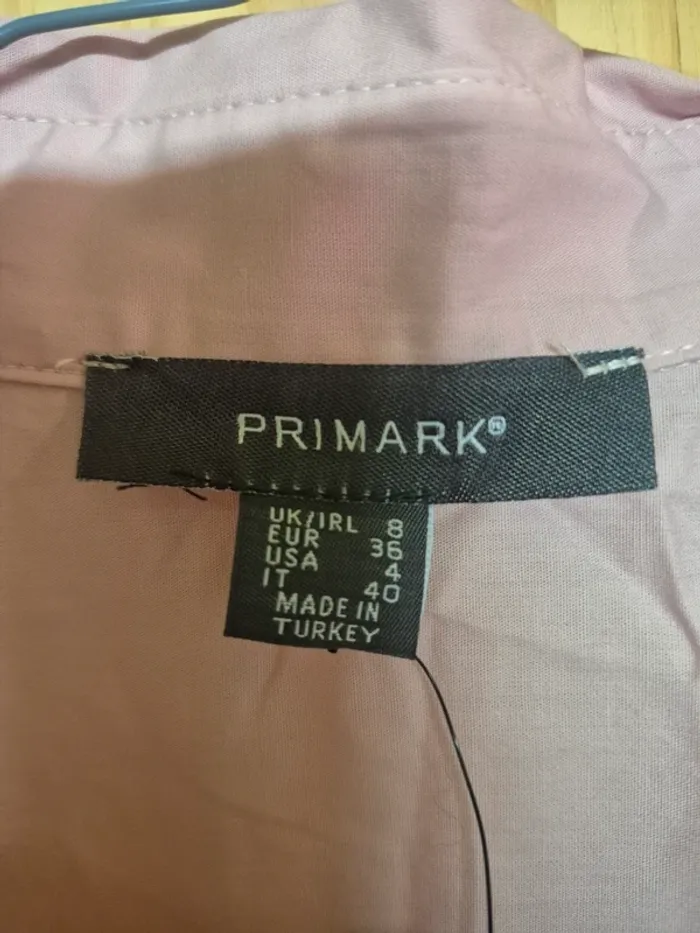 PRIMARK®
UK/IRL 8
EUR 36
USA 4
IT 40
MADE IN
TURKEY